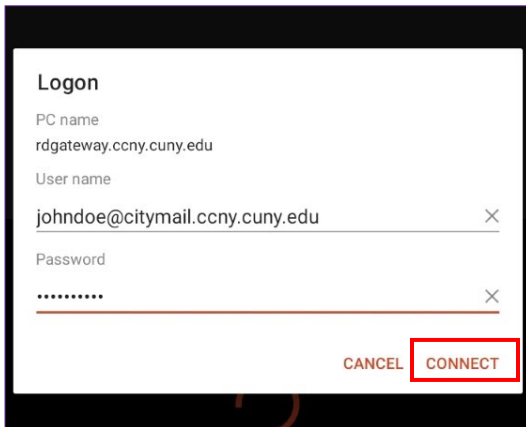 Logon
PC name
rdgateway.ccny.cuny.edu
User name
johndoe@citymail.ccny.cuny.edu
Password
••••••••••
CANCEL CONNECT